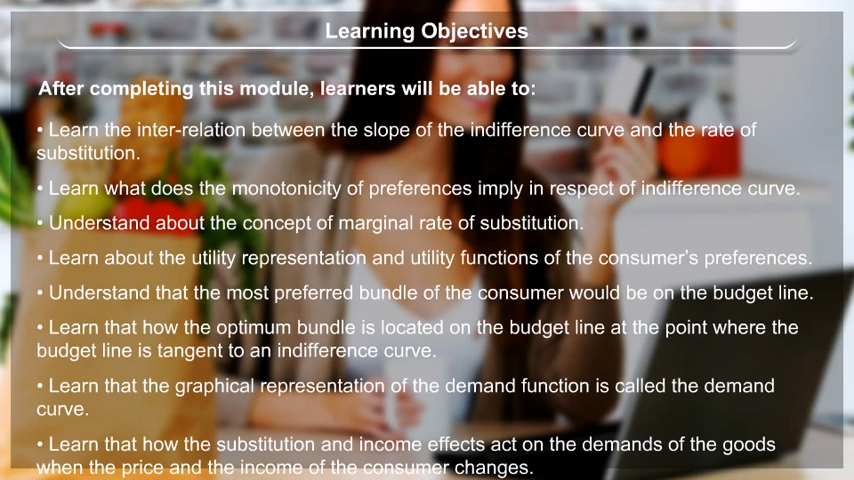 Learning Objectives
After completing this module, learners will be able to:
• Learn the inter-relation between the slope of the indifference curve and the rate of
substitution.
• Learn what does the monotonicity of preferences imply in respect of indifference curve.
• Understand about the concept of marginal rate of substitution.
• Learn about the utility representation and utility functions of the consumer’s preferences.
• Understand that the most preferred bundle of the consumer would be on the budget line.
• Learn that how the optimum bundle is located on the budget line at the point where the
budget line is tangent to an indifference curve.
• Learn that the graphical representation of the demand function is called the demand
curve.
• Learn that how the substitution and income effects act on the demands of the goods
when the price and the income of the consumer changes.